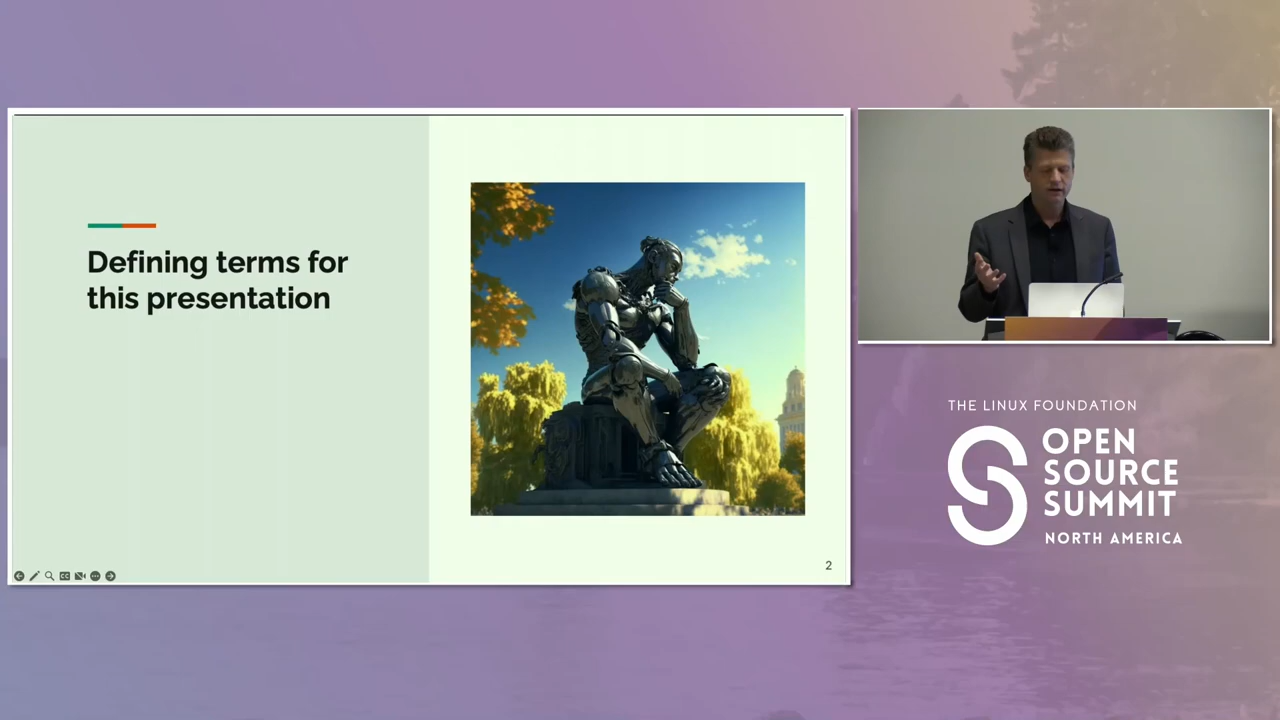 Defining terms for
this presentation
2
THE LINUX FOUNDATION
OPEN
SOURCE
SUMMIT
NORTH AMERICA